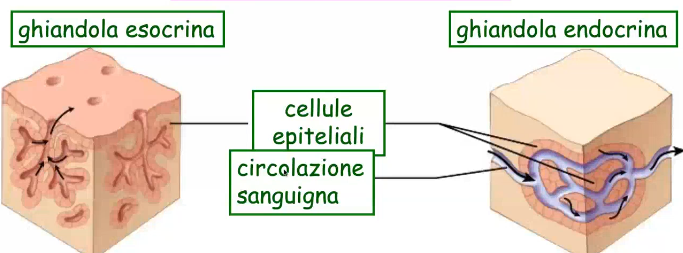 ghiandola esocrina
ghiandola endocrina
cellule
epiteliali
circolazione
sanguigna